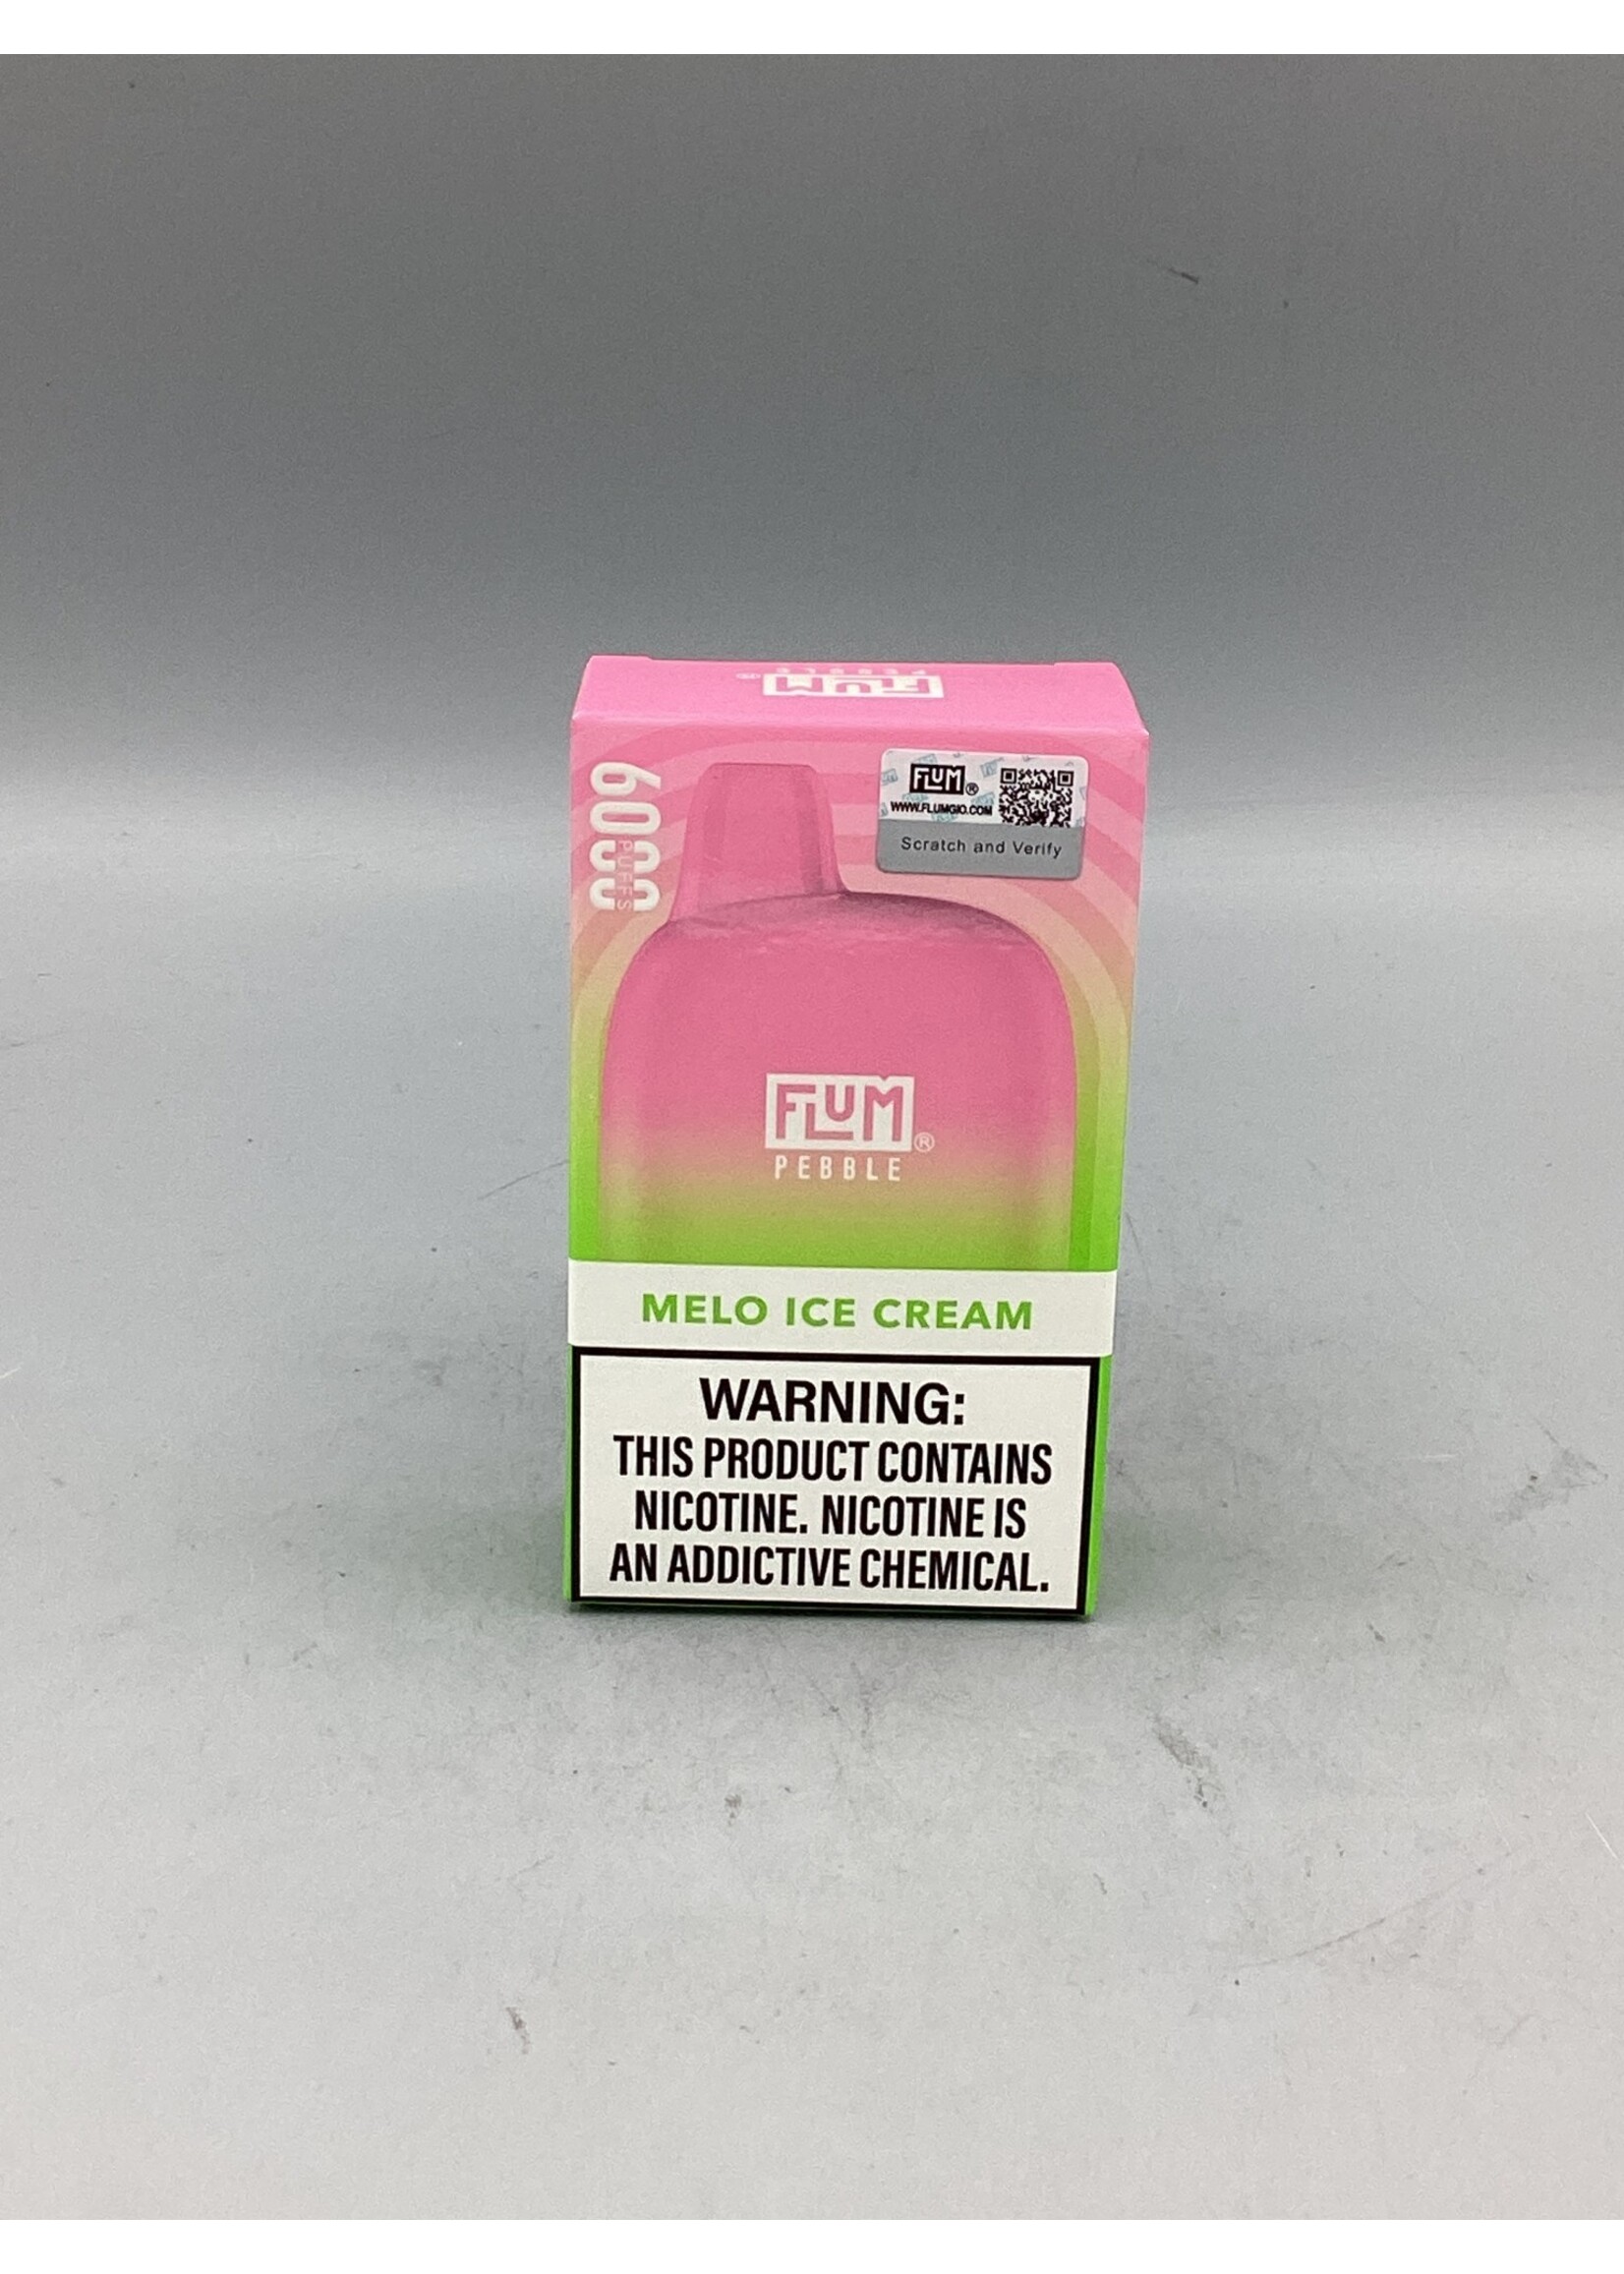 FLUM
PEBBLE
6000
PUFFS
FLUM®
WWW.FLUMGIO.COM
Scratch and Verify
FLUM®
PEBBLE
MELO ICE CREAM
WARNING:
THIS PRODUCT CONTAINS
NICOTINE. NICOTINE IS
AN ADDICTIVE CHEMICAL.